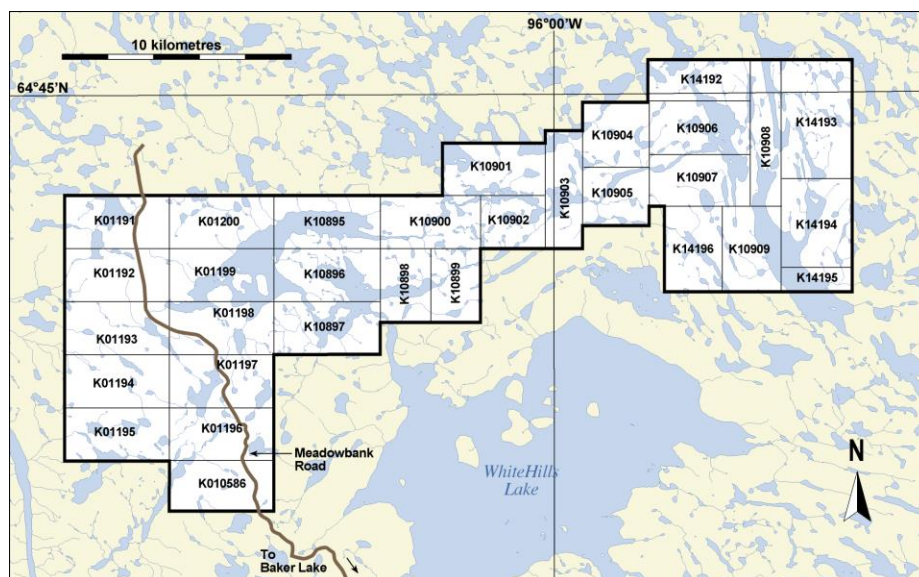 96°00'W
10 kilometres
64°45'N
K14192
K14193
K10904
K10906
K10908
K10901
K10903
K10907
K10905
K01191
K01200
K10895
K10900
K10902
K14194
K14196
K10909
K01192
K01199
K10896
K10898
K10899
K14195
K01198
K10897
K01193
K01197
K01194
K01196
K01195
Meadowbank
Road
K010586
WhiteHills
Lake
N
To
Baker Lake